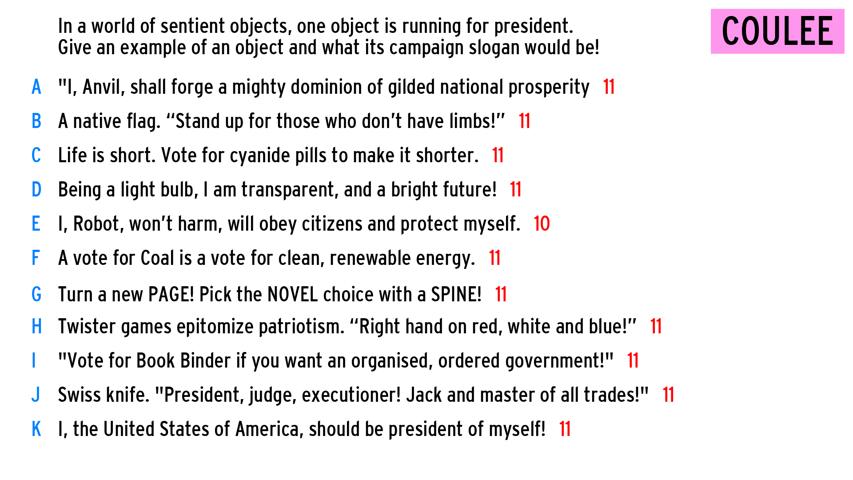 In a world of sentient objects, one object is running for president.
Give an example of an object and what its campaign slogan would be!
COULEE
A "I, Anvil, shall forge a mighty dominion of gilded national prosperity 11
B A native flag. “Stand up for those who don’t have limbs!” 11
C Life is short. Vote for cyanide pills to make it shorter. 11
D Being a light bulb, I am transparent, and a bright future! 11
E I, Robot, won’t harm, will obey citizens and protect myself. 10
F A vote for Coal is a vote for clean, renewable energy. 11
G Turn a new PAGE! Pick the NOVEL choice with a SPINE! 11
H Twister games epitomize patriotism. “Right hand on red, white and blue!” 11
I "Vote for Book Binder if you want an organised, ordered government!" 11
J Swiss knife. "President, judge, executioner! Jack and master of all trades!" 11
K I, the United States of America, should be president of myself! 11